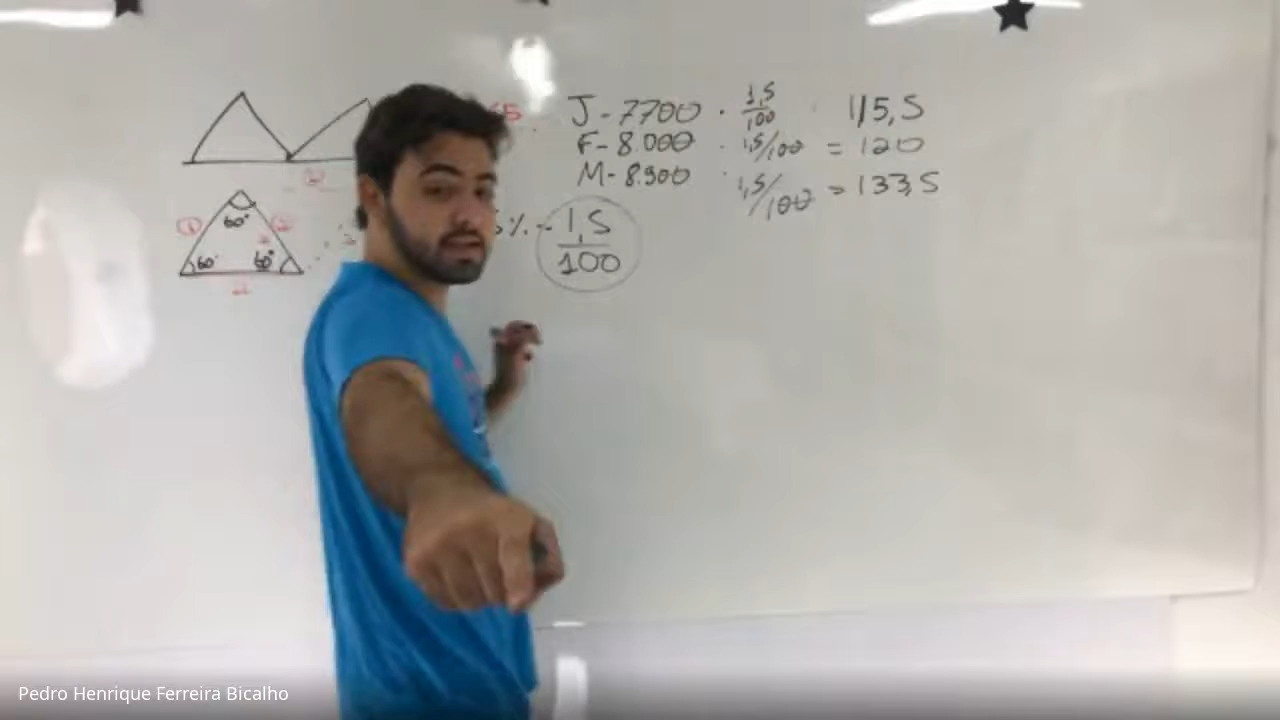 J - 7700 · 1,5/100 · 115,5
F - 8.000 · 1,5/100 = 120
M - 8.900 · 1,5/100 = 133,5
% - 1,5/100
60°
60° 60°
Pedro Henrique Ferreira Bicalho